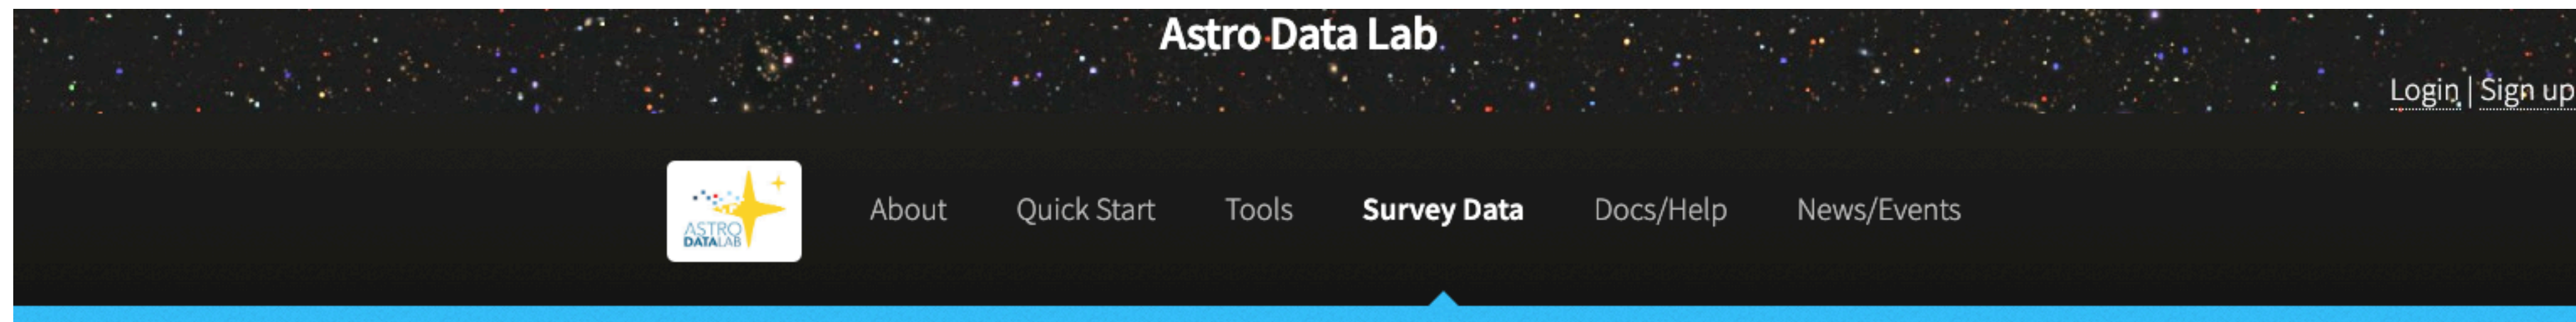 Astro Data Lab
Login | Sign up
ASTRO
DATALAB
About
Quick Start
Tools
Survey Data
Docs/Help
News/Events